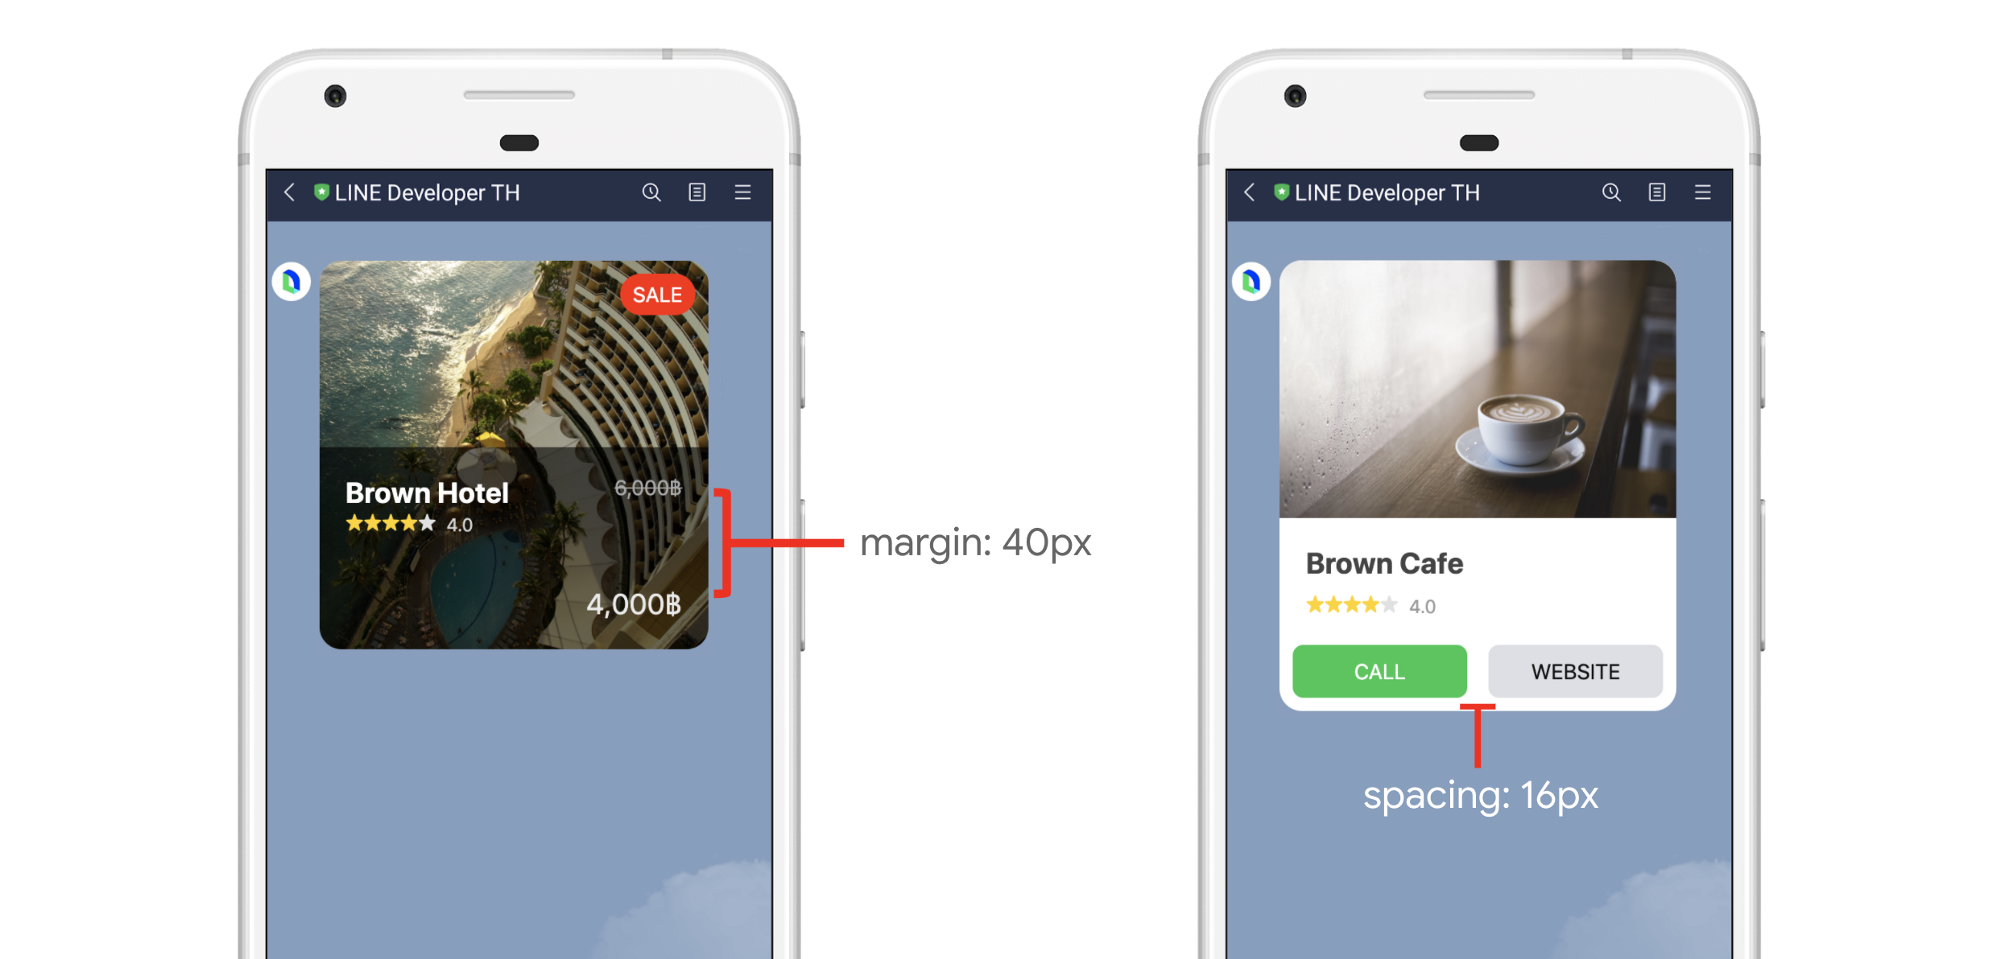 LINE Developer TH
SALE
Brown Hotel
6,000฿
4.0
4,000฿
margin: 40px
LINE Developer TH
Brown Cafe
4.0
CALL
WEBSITE
spacing: 16px